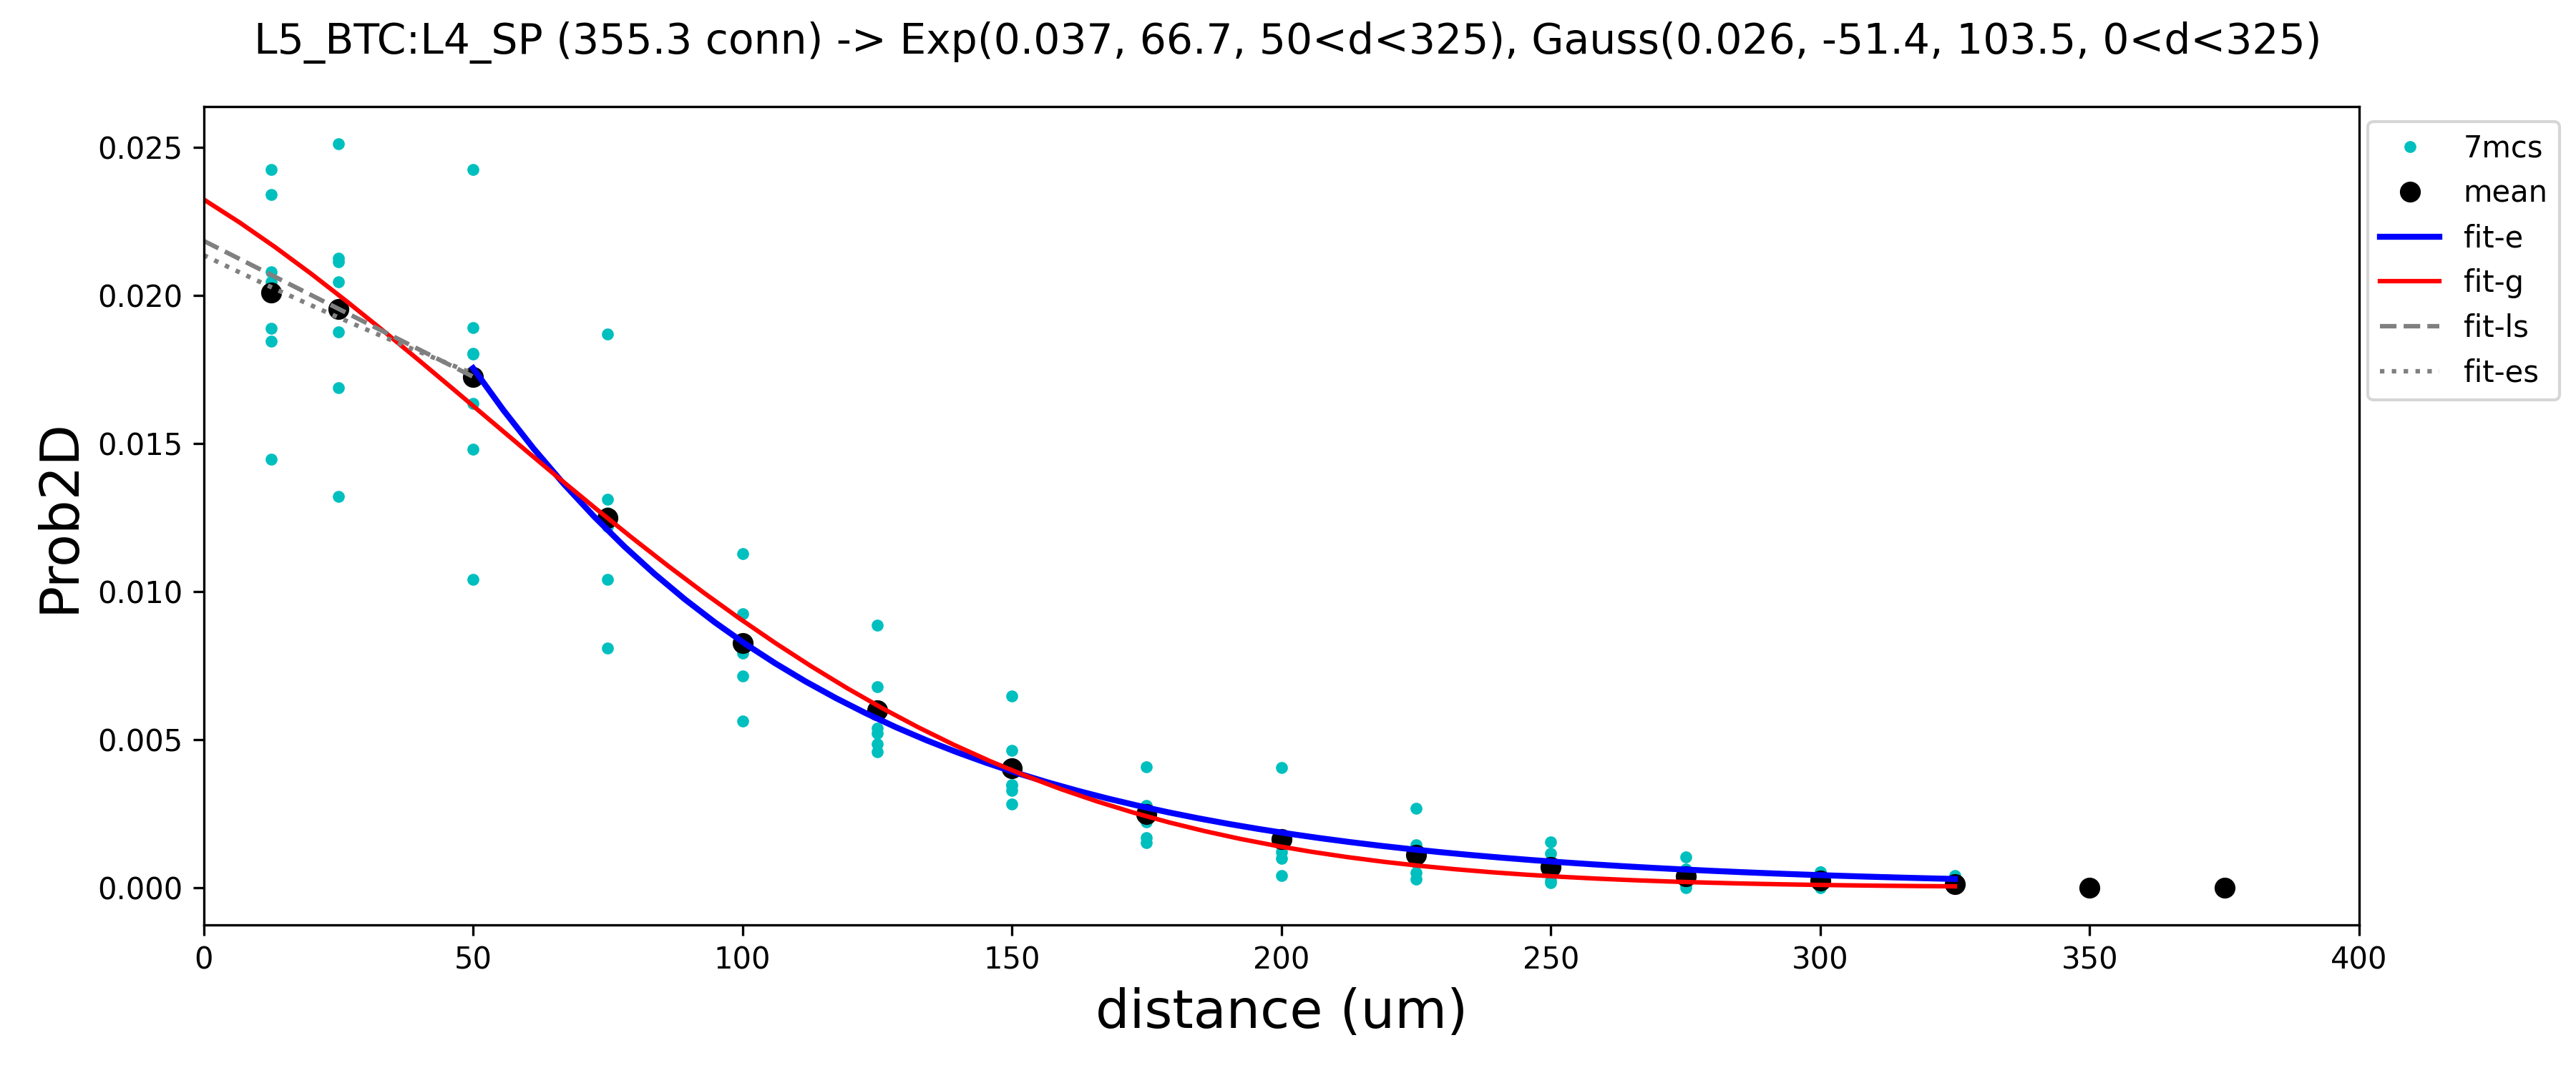 L5_BTC:L4_SP (355.3 conn) -> Exp(0.037, 66.7, 50<d<325), Gauss(0.026, -51.4, 103.5, 0<d<325)
Prob2D
0.025
0.020
0.015
0.010
0.005
0.000
0 50 100 150 200 250 300 350 400
distance (um)
7mcs
mean
fit-e
fit-g
fit-ls
fit-es